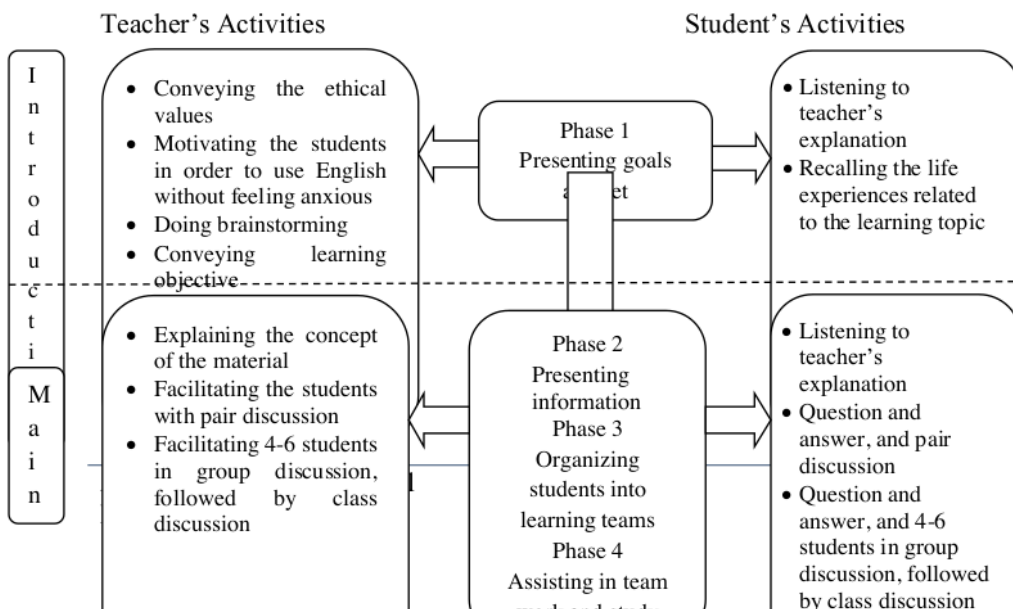 Teacher's Activities
Student's Activities
Introducti
• Conveying the ethical
values
• Motivating the students
in order to use English
without feeling anxious
• Doing brainstorming
• Conveying learning
objective
Phase 1
Presenting goals
• Listening to
teacher's
explanation
• Recalling the life
experiences related
to the learning topic
Main
• Explaining the concept
of the material
• Facilitating the students
with pair discussion
• Facilitating 4-6 students
in group discussion,
followed by class
discussion
Phase 2
Presenting
information
Phase 3
Organizing
students into
learning teams
Phase 4
Assisting in team
work and study
• Listening to
teacher's
explanation
• Question and
answer, and pair
discussion
• Question and
answer, and 4-6
students in group
discussion, followed
by class discussion